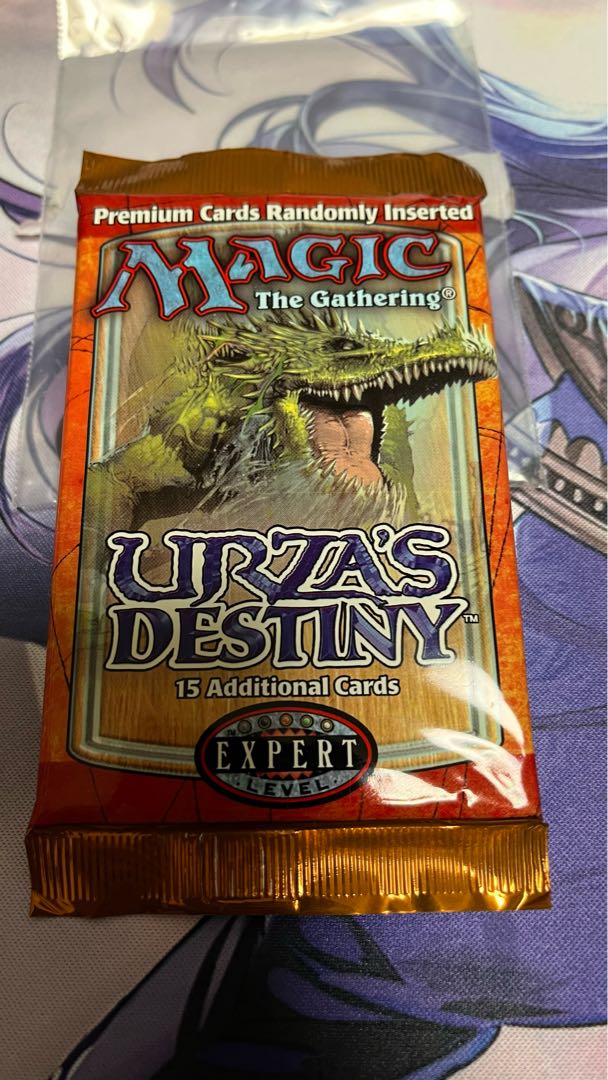 Premium Cards Randomly Inserted
MAGIC
The Gathering®
URZA'S
DESTINY™
15 Additional Cards
EXPERT
LEVEL